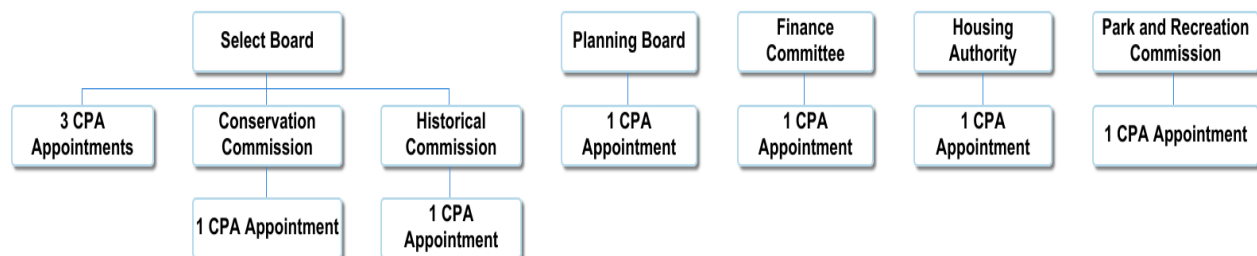 Select Board
Planning Board
Finance
Committee
Housing
Authority
Park and Recreation
Commission
3 CPA
Appointments
Conservation
Commission
Historical
Commission
1 CPA
Appointment
1 CPA
Appointment
1 CPA
Appointment
1 CPA Appointment
1 CPA Appointment
1 CPA
Appointment